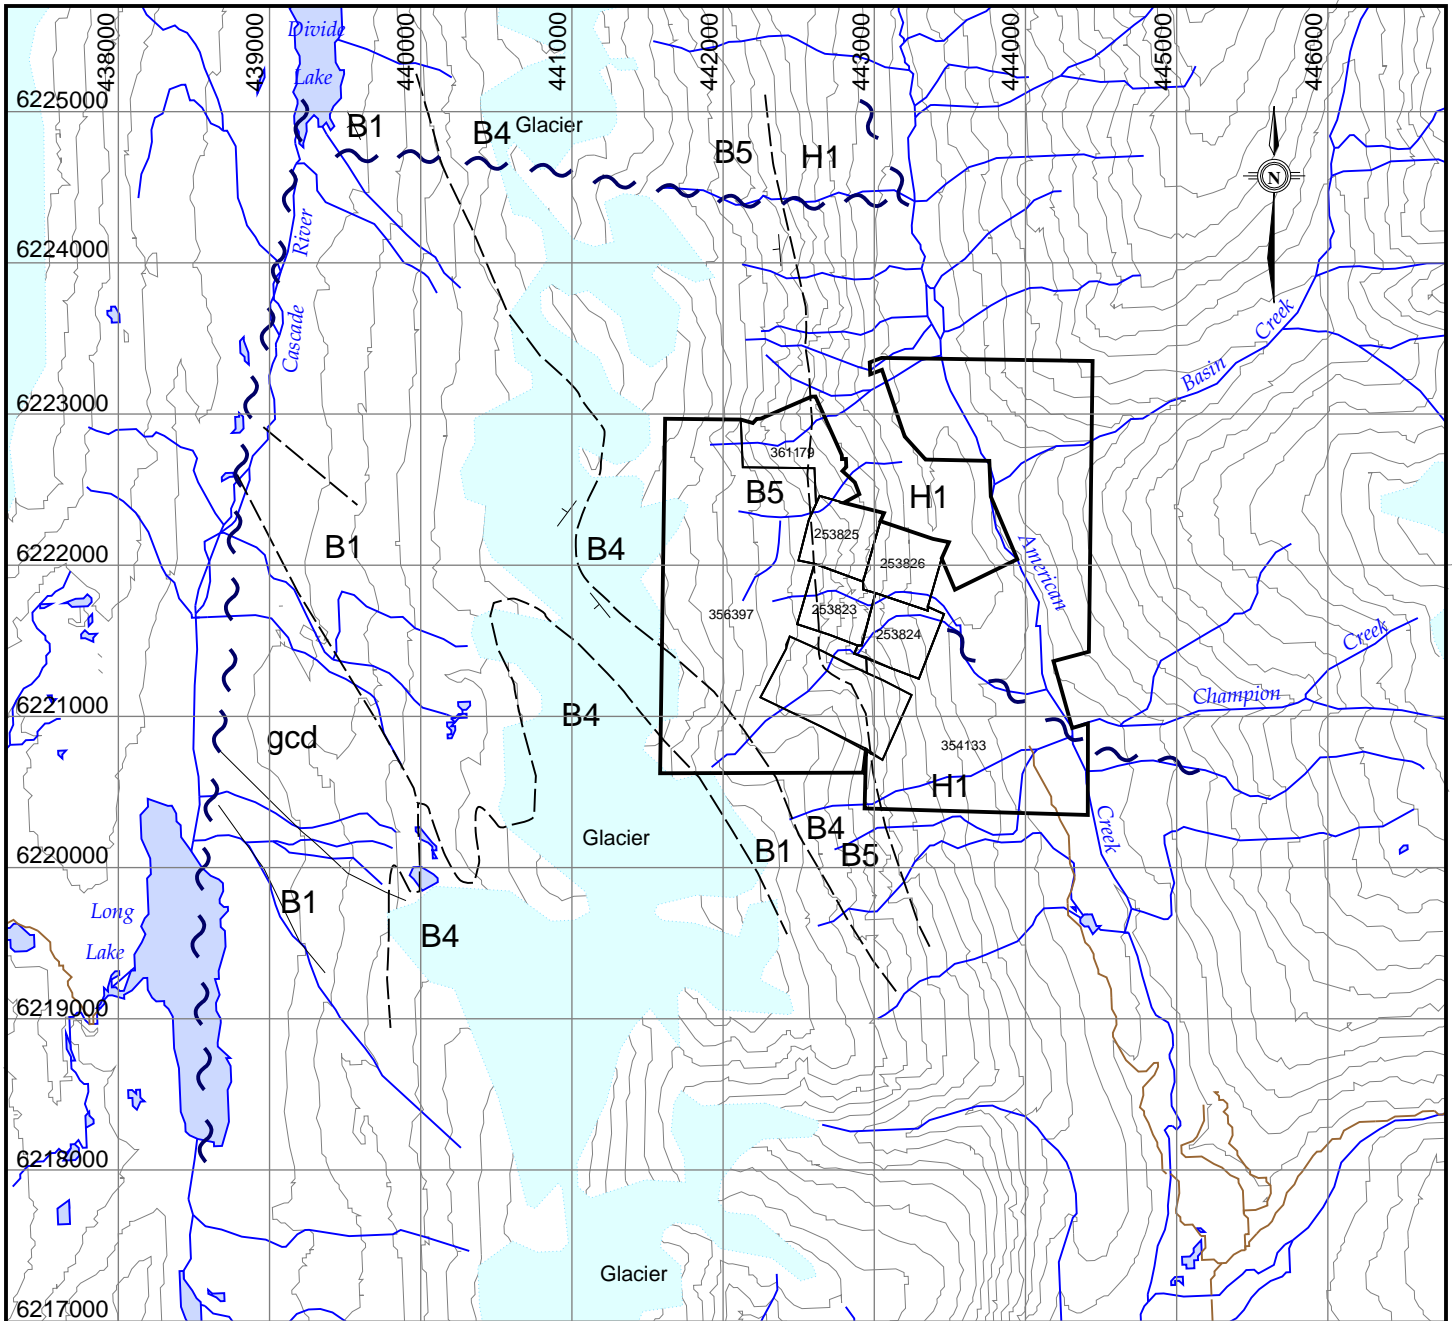 438000
439000
440000
441000
442000
443000
444000
445000
446000
Divide
Lake
6225000
B1
B4
Glacier
B5
H1
N
River
6224000
Cascade
Creek
Basin
6223000
361179
B5
H1
253825
B1
B4
6222000
253826
American
356397
253823
253824
Creek
Champion
6221000
B4
gcd
354133
H1
Glacier
B4
Creek
B1
B5
6220000
B1
Long
B4
Lake
6219000
6218000
Glacier
6217000